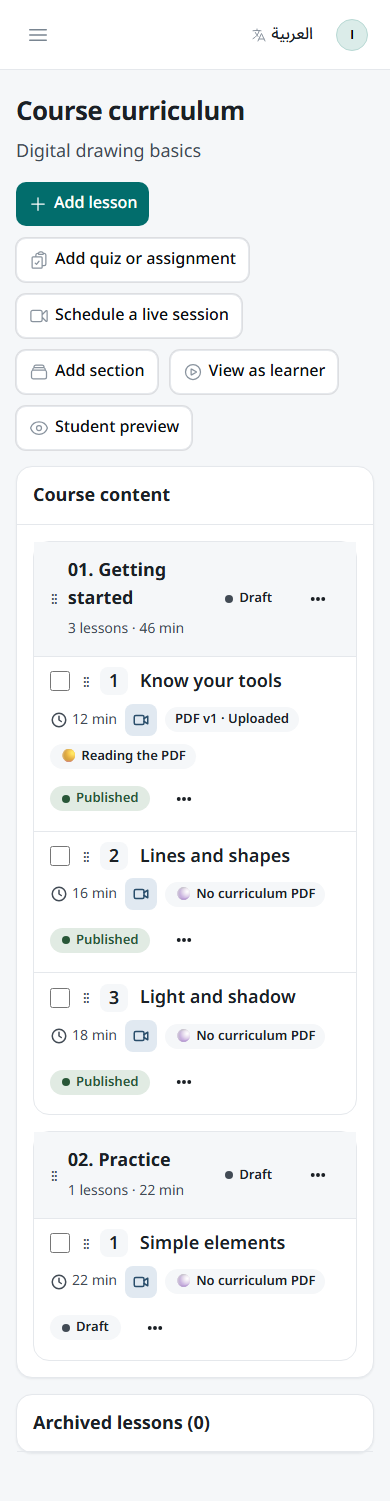 العربية
I
Course curriculum
Digital drawing basics
Add lesson
Add quiz or assignment
Schedule a live session
Add section
View as learner
Student preview
Course content
01. Getting started
Draft
3 lessons · 46 min
1 Know your tools
12 min
PDF v1 · Uploaded
Reading the PDF
Published
2 Lines and shapes
16 min
No curriculum PDF
Published
3 Light and shadow
18 min
No curriculum PDF
Published
02. Practice
Draft
1 lessons · 22 min
1 Simple elements
22 min
No curriculum PDF
Draft
Archived lessons (0)